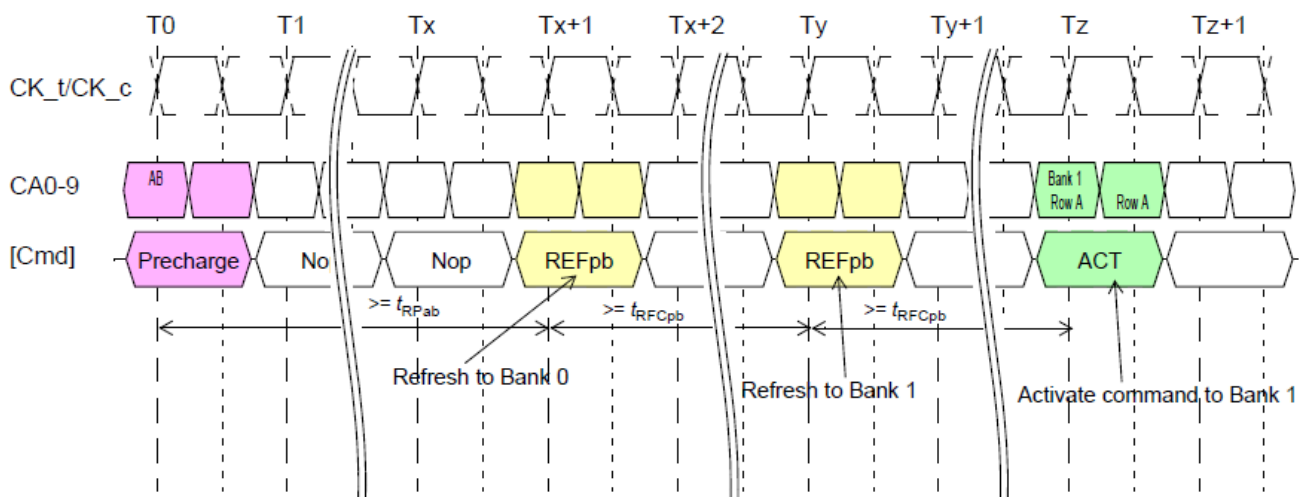 T0 T1 Tx Tx+1 Tx+2 Ty Ty+1 Tz Tz+1
CK_t/CK_c
CA0-9
AB
Bank 1
Row A
Row A
[Cmd]
Precharge No Nop REFpb REFpb ACT
>= tRPab
>= tRFCpb
>= tRFCpb
Refresh to Bank 0
Refresh to Bank 1
Activate command to Bank 1